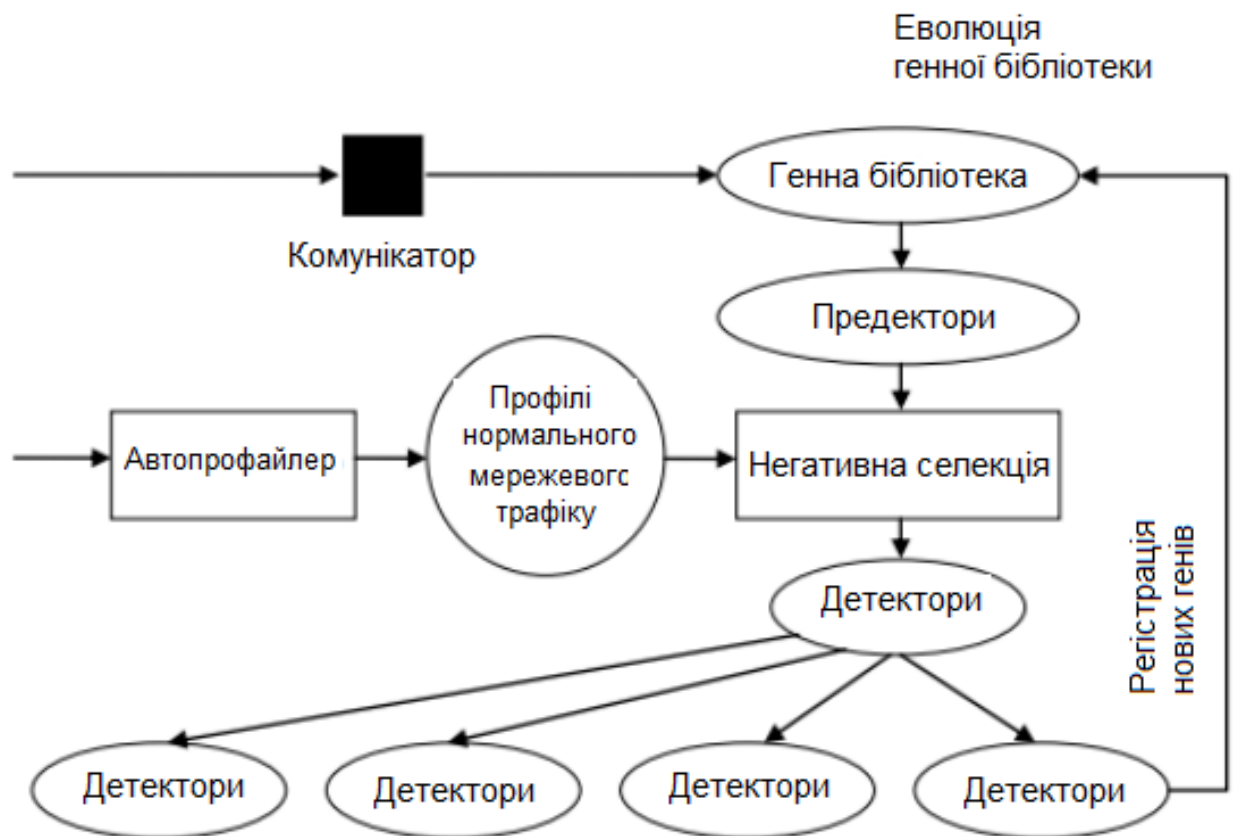 Еволюція
генної бібліотеки
Генна бібліотека
Комунікатор
Предектори
Профілі
нормального
мережевого
трафіку
Автопрофайлер
Негативна селекція
Детектори
Регістрація
нових генів
Детектори
Детектори
Детектори
Детектори